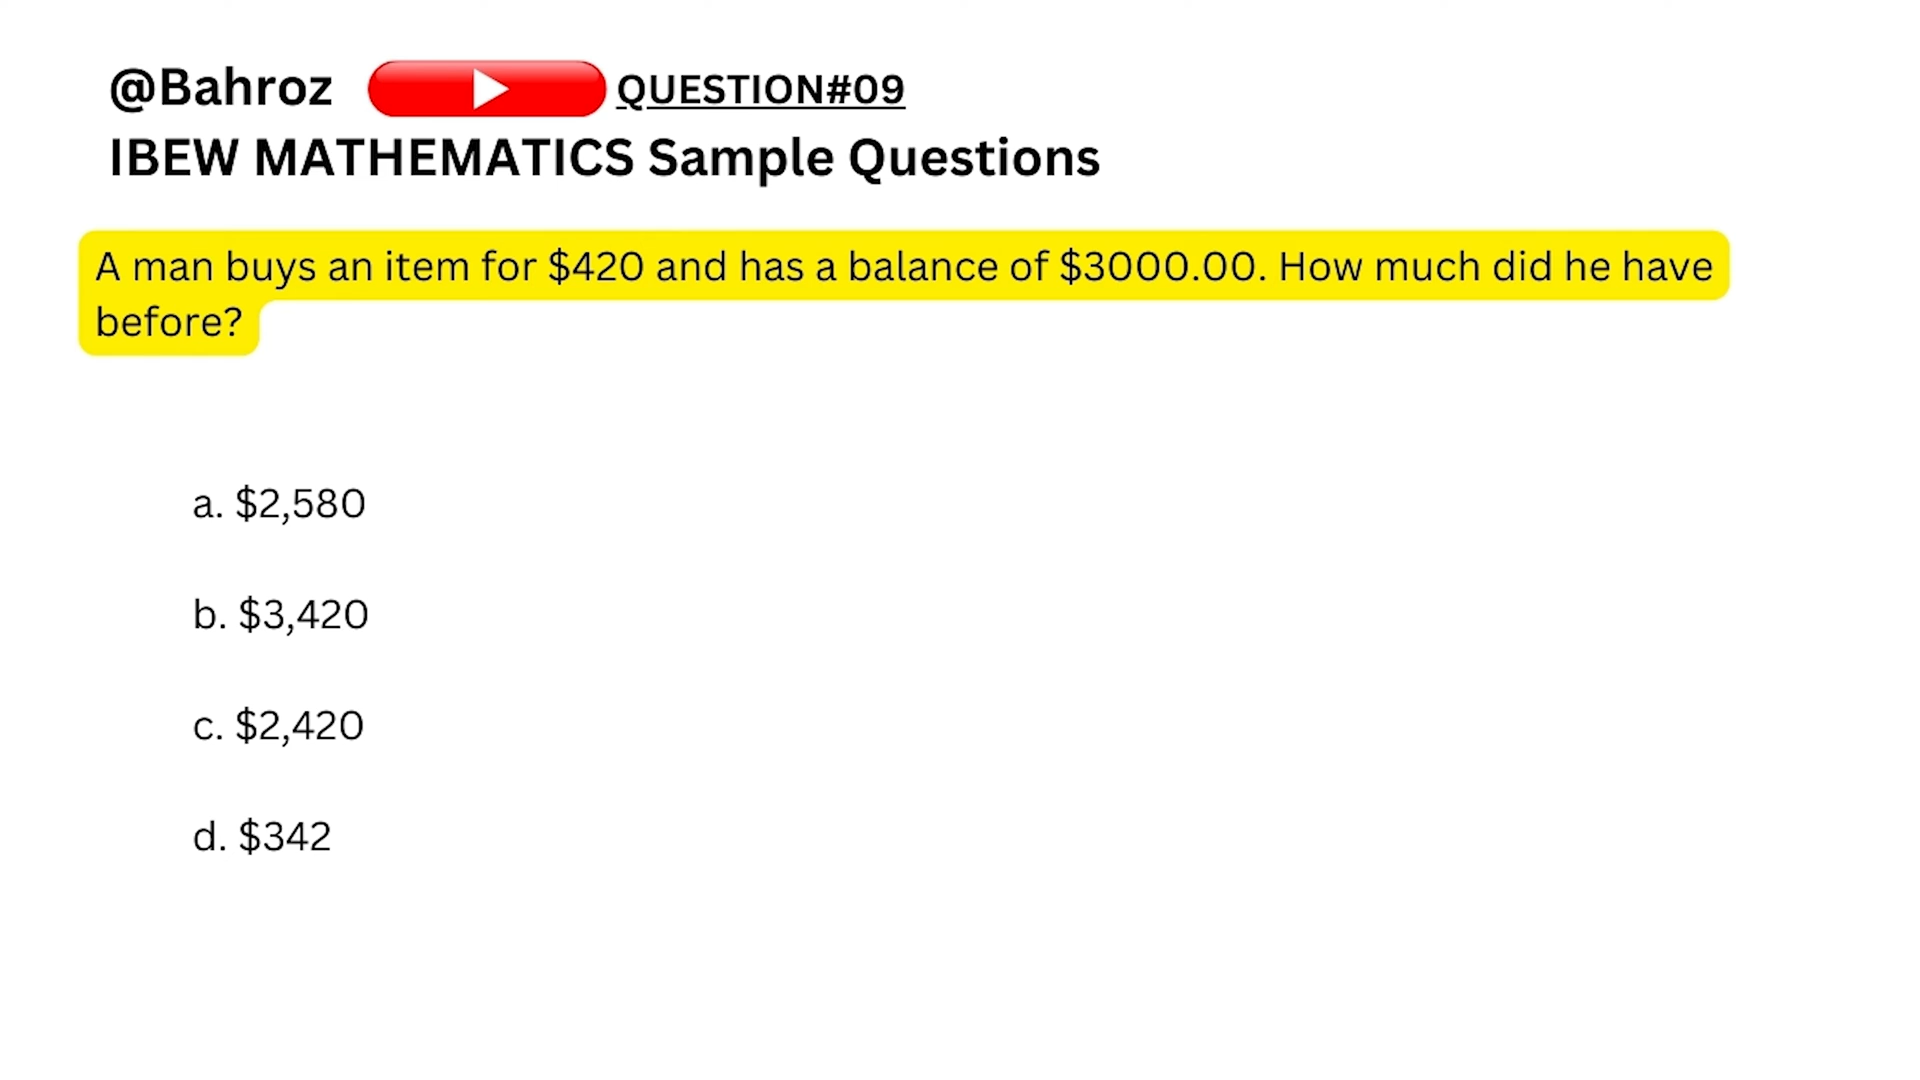 @Bahroz QUESTION#09
IBEW MATHEMATICS Sample Questions
A man buys an item for $420 and has a balance of $3000.00. How much did he have
before?
a. $2,580
b. $3,420
c. $2,420
d. $342